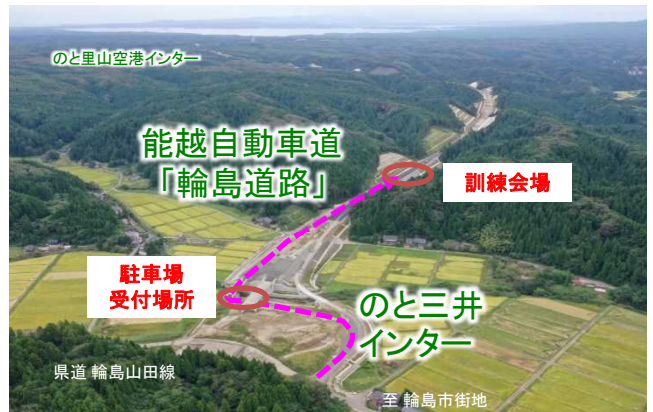 のと里山空港インター
能越自動車道
「輪島道路」
訓練会場
駐車場
受付場所
のと三井
インター
県道 輪島山田線
至 輪島市街地